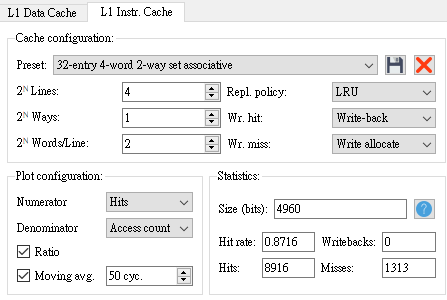 L1 Data Cache L1 Instr. Cache
Cache configuration:
Preset: 32-entry 4-word 2-way set associative
2ᴺ Lines: 4 Repl. policy: LRU
2ᴺ Ways: 1 Wr. hit: Write-back
2ᴺ Words/Line: 2 Wr. miss: Write allocate
Plot configuration:
Numerator Hits
Denominator Access count
Ratio
Moving avg. 50 cyc.
Statistics:
Size (bits): 4960 ?
Hit rate: 0.8716 Writebacks: 0
Hits: 8916 Misses: 1313